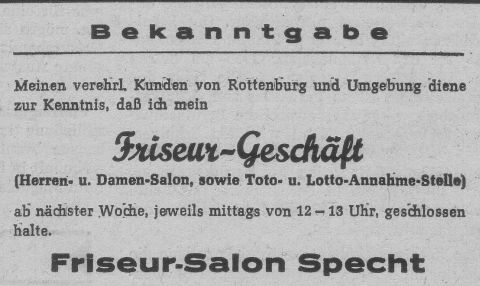 Bekanntgabe
Meinen verehrl. Kunden von Rottenburg und Umgebung diene
zur Kenntnis, daß ich mein
Friseur-Geschäft
(Herren- u. Damen-Salon, sowie Toto- u. Lotto-Annahme-Stelle)
ab nächster Woche, jeweils mittags von 12 – 13 Uhr, geschlossen
halte.
Friseur-Salon Specht